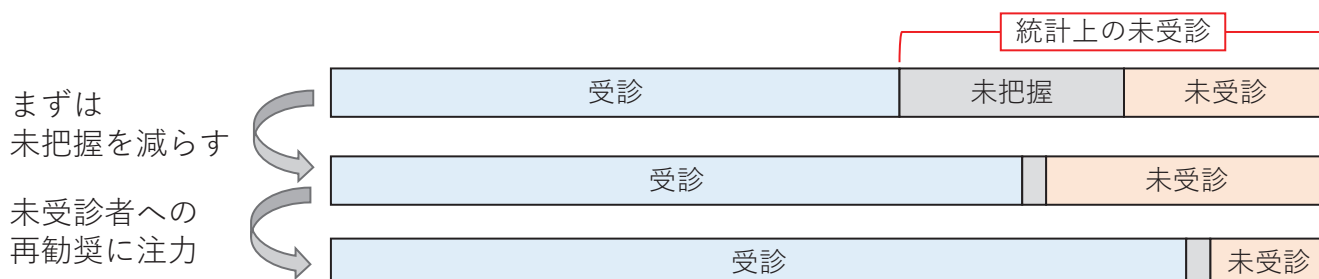 統計上の未受診
受診
未把握
未受診
まずは
未把握を減らす
受診
未受診
未受診者への
再勧奨に注力
受診
未受診